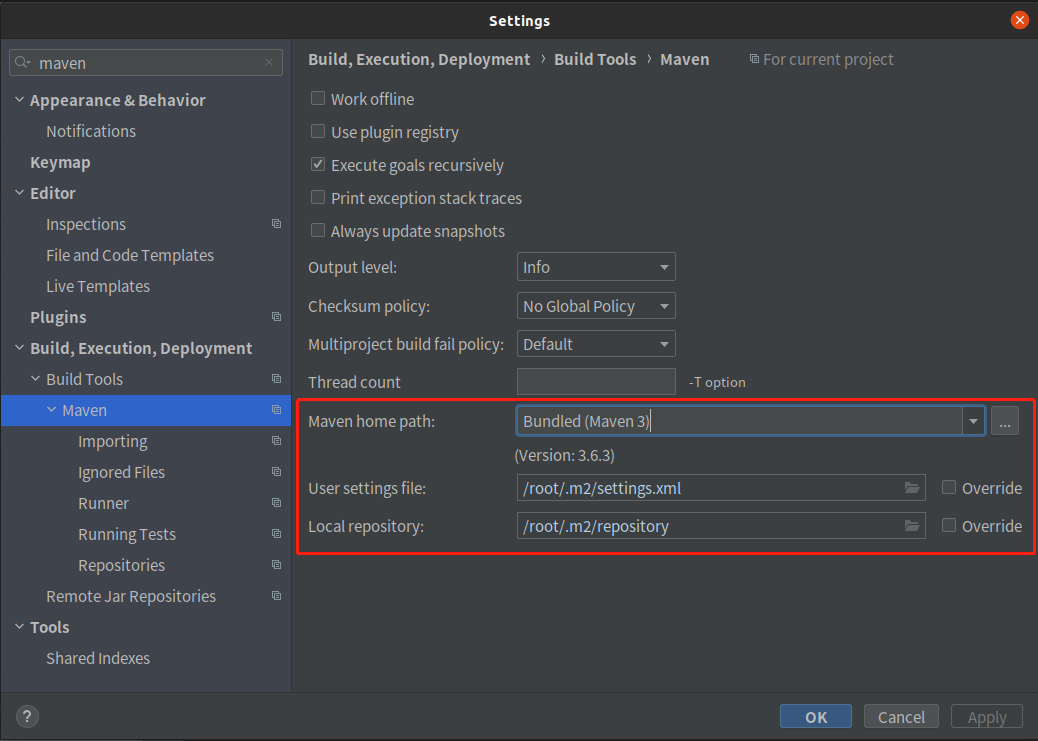 Settings
maven
Appearance & Behavior
Notifications
Keymap
Editor
Inspections
File and Code Templates
Live Templates
Plugins
Build, Execution, Deployment
Build Tools
Maven
Importing
Ignored Files
Runner
Running Tests
Repositories
Remote Jar Repositories
Tools
Shared Indexes
Build, Execution, Deployment › Build Tools › Maven For current project
Work offline
Use plugin registry
Execute goals recursively
Print exception stack traces
Always update snapshots
Output level: Info
Checksum policy: No Global Policy
Multiproject build fail policy: Default
Thread count -T option
Maven home path: Bundled (Maven 3) ...
(Version: 3.6.3)
User settings file: /root/.m2/settings.xml Override
Local repository: /root/.m2/repository Override
? OK Cancel Apply